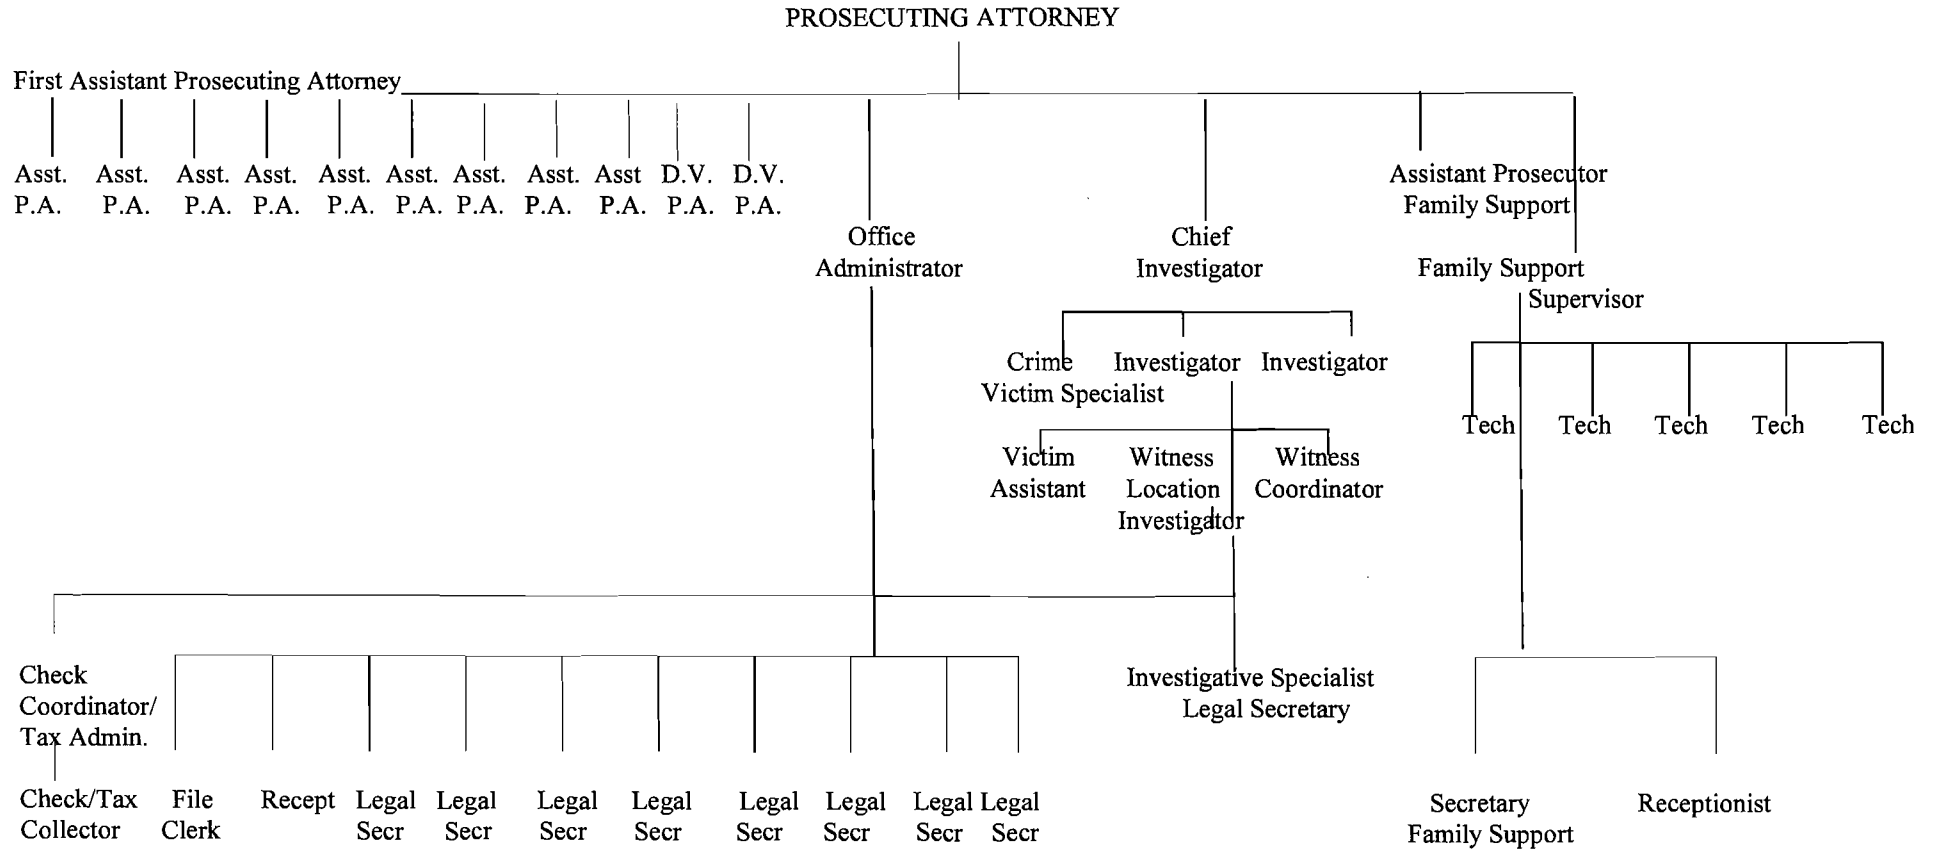 PROSECUTING ATTORNEY
First Assistant Prosecuting Attorney
Asst. Asst. Asst. Asst. Asst. Asst. Asst. Asst. Asst D.V. D.V.
P.A. P.A. P.A. P.A. P.A. P.A. P.A. P.A. P.A. P.A. P.A.
Assistant Prosecutor
Family Support
Office
Administrator
Chief
Investigator
Family Support
Supervisor
Crime
Victim Specialist
Investigator
Investigator
Tech Tech Tech Tech Tech
Victim
Assistant
Witness
Location
Investigator
Witness
Coordinator
Check
Coordinator/
Tax Admin.
Investigative Specialist
Legal Secretary
Check/Tax
Collector
File
Clerk
Recept
Legal
Secr
Legal
Secr
Legal
Secr
Legal
Secr
Legal
Secr
Legal
Secr
Legal
Secr
Legal
Secr
Secretary
Family Support
Receptionist